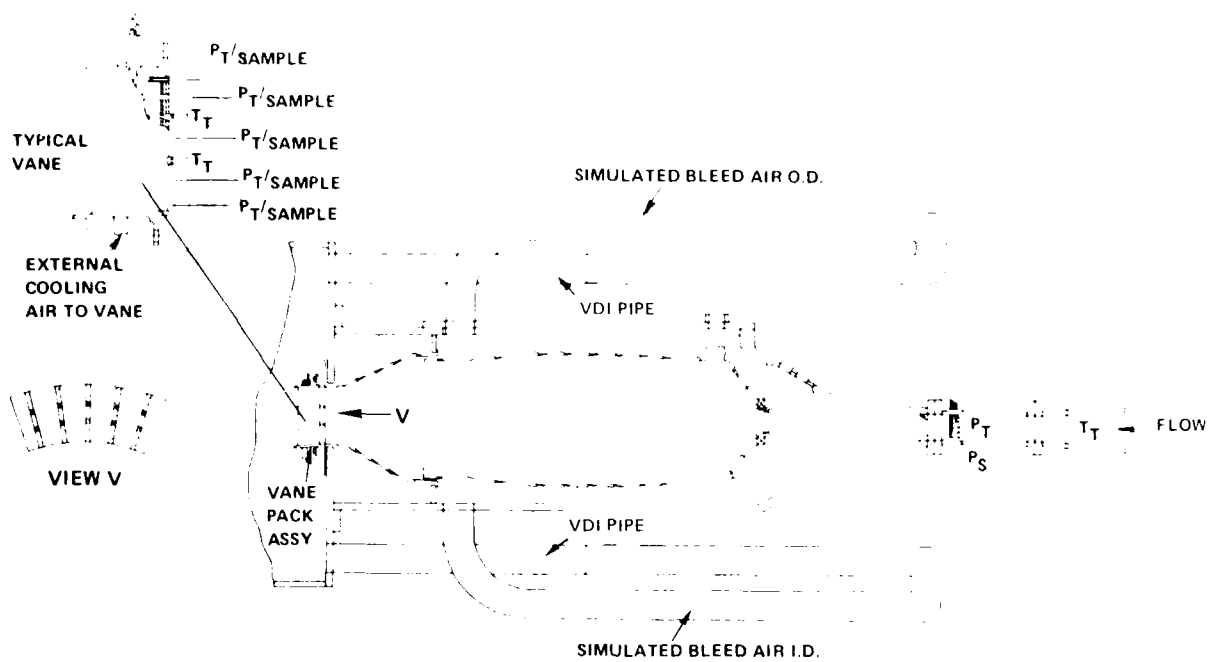 P_T/SAMPLE
P_T/SAMPLE
T_T
P_T/SAMPLE
T_T
P_T/SAMPLE
P_T/SAMPLE
TYPICAL
VANE
EXTERNAL
COOLING
AIR TO VANE
SIMULATED BLEED AIR O.D.
VDI PIPE
V
P_T
P_S
T_T
FLOW
VIEW V
VANE
PACK
ASSY
VDI PIPE
SIMULATED BLEED AIR I.D.